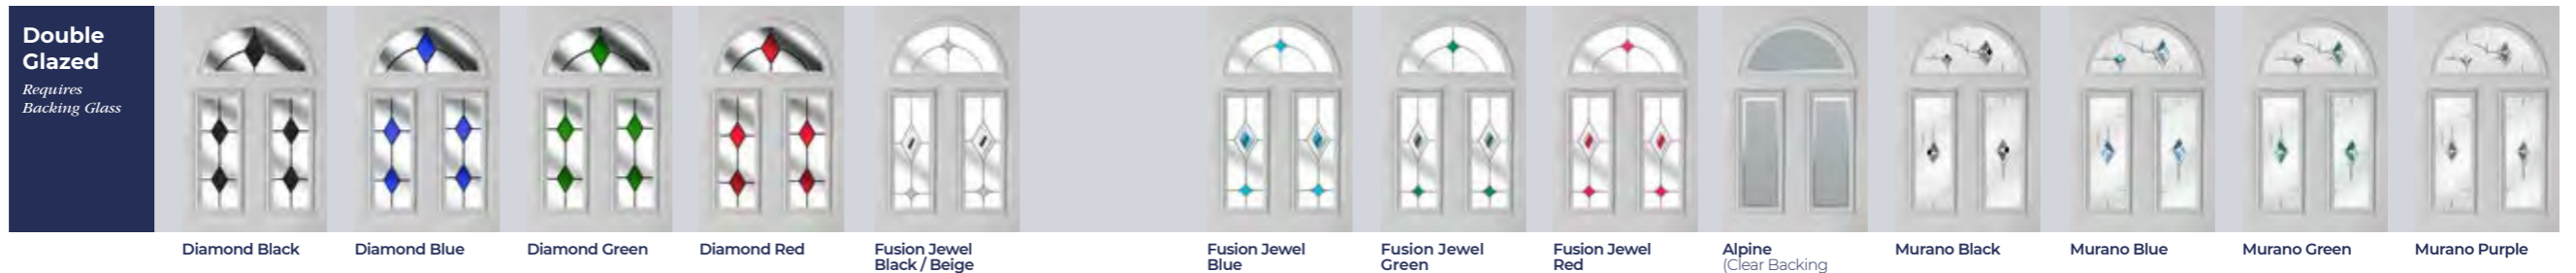 Double
Glazed
Requires
Backing Glass
Diamond Black
Diamond Blue
Diamond Green
Diamond Red
Fusion Jewel
Black / Beige
Fusion Jewel
Blue
Fusion Jewel
Green
Fusion Jewel
Red
Alpine
(Clear Backing
Murano Black
Murano Blue
Murano Green
Murano Purple